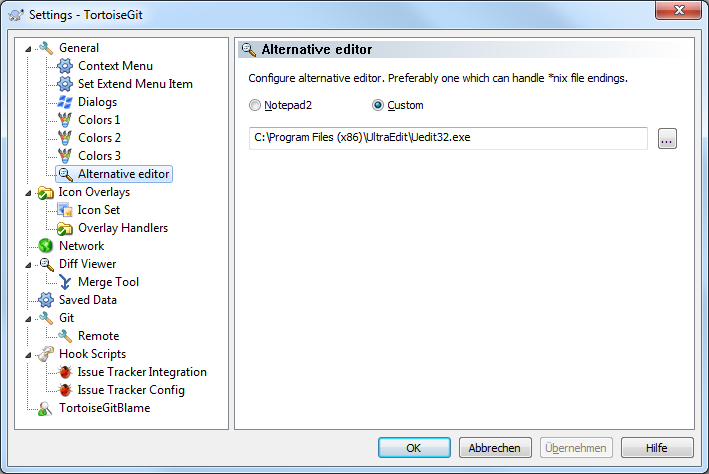 Settings - TortoiseGit
General
Context Menu
Set Extend Menu Item
Dialogs
Colors 1
Colors 2
Colors 3
Alternative editor
Icon Overlays
Icon Set
Overlay Handlers
Network
Diff Viewer
Merge Tool
Saved Data
Git
Remote
Hook Scripts
Issue Tracker Integration
Issue Tracker Config
TortoiseGitBlame
Alternative editor
Configure alternative editor. Preferably one which can handle *nix file endings.
Notepad2 Custom
C:\Program Files (x86)\UltraEdit\Uedit32.exe ...
OK Abbrechen Übernehmen Hilfe